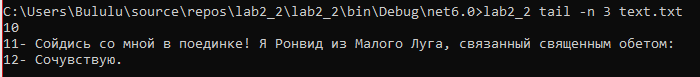 C:\Users\Bululu\source\repos\lab2_2\lab2_2\bin\Debug\net6.0>lab2_2 tail -n 3 text.txt
10
11- Сойдись со мной в поединке! Я Ронвид из Малого Луга, связанный священным обетом:
12- Сочувствую.